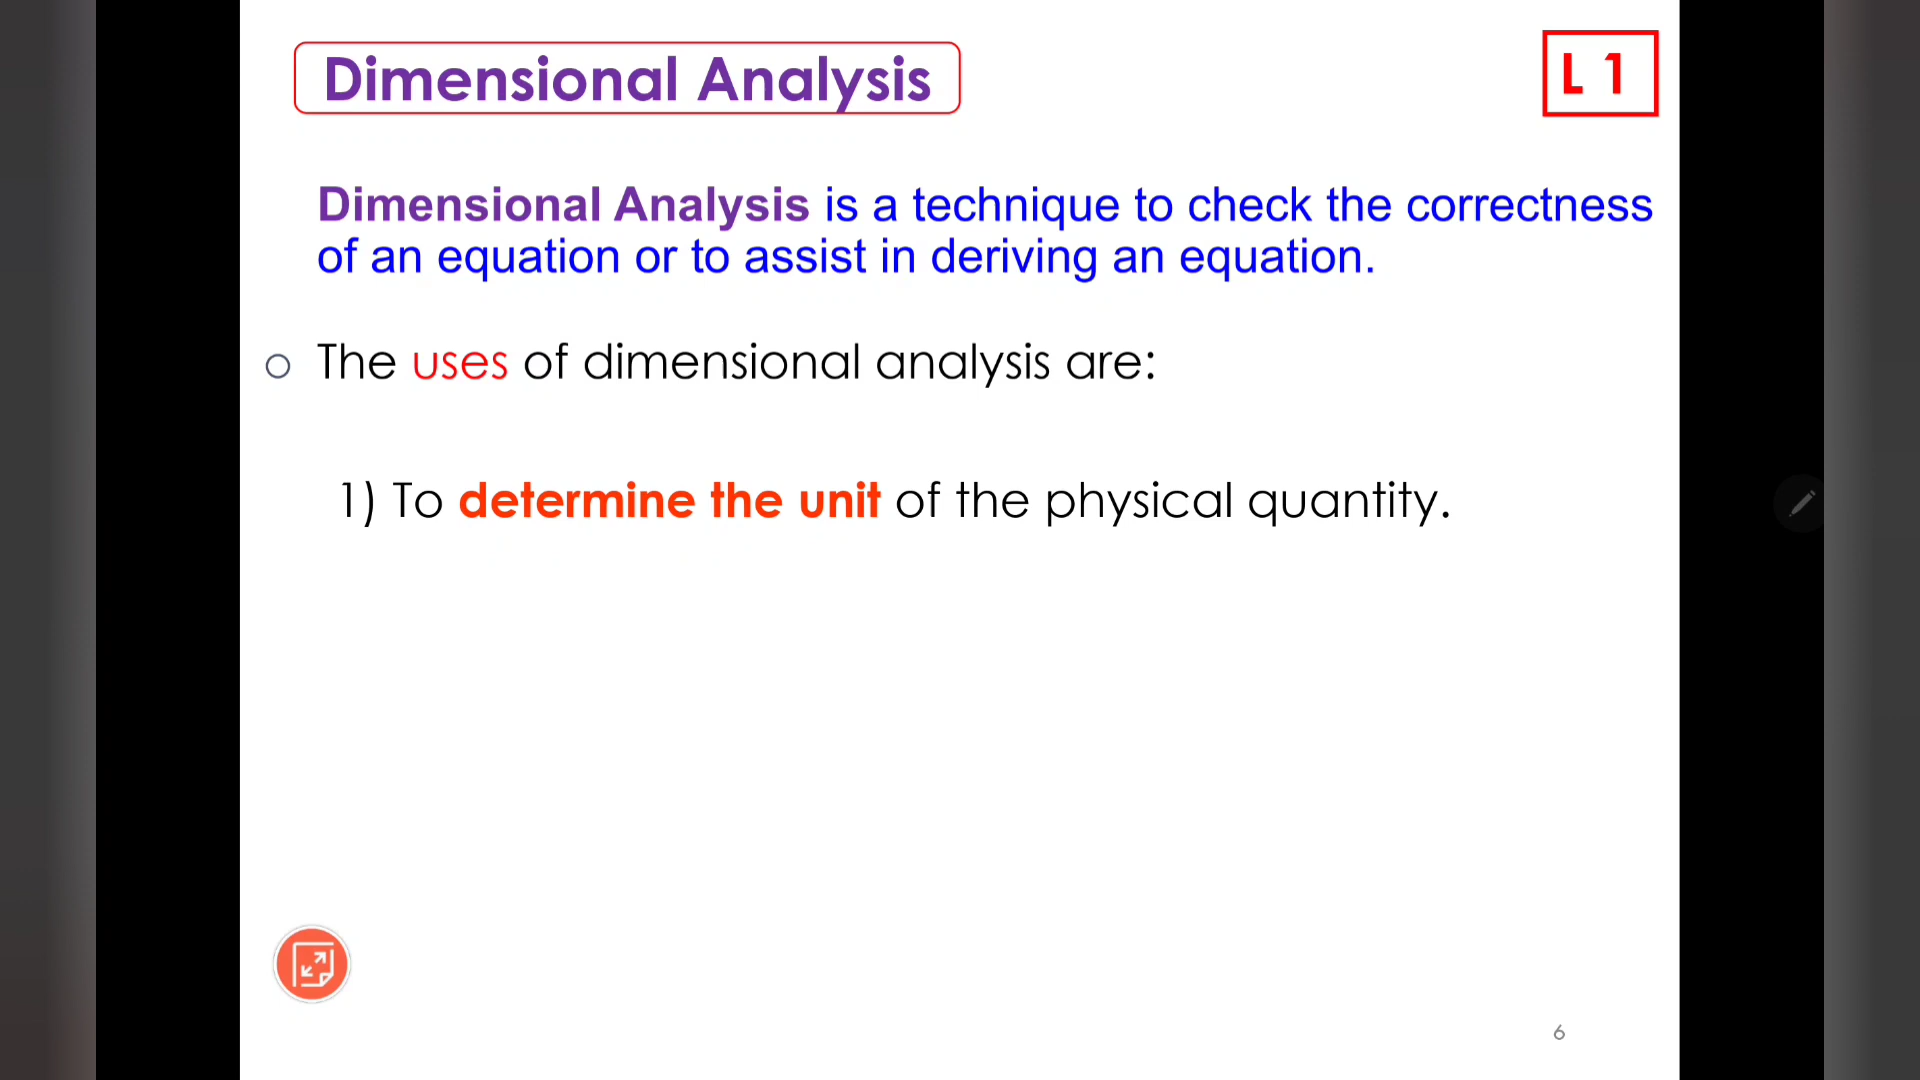 Dimensional Analysis
L 1
Dimensional Analysis is a technique to check the correctness
of an equation or to assist in deriving an equation.
The uses of dimensional analysis are:
1) To determine the unit of the physical quantity.
6